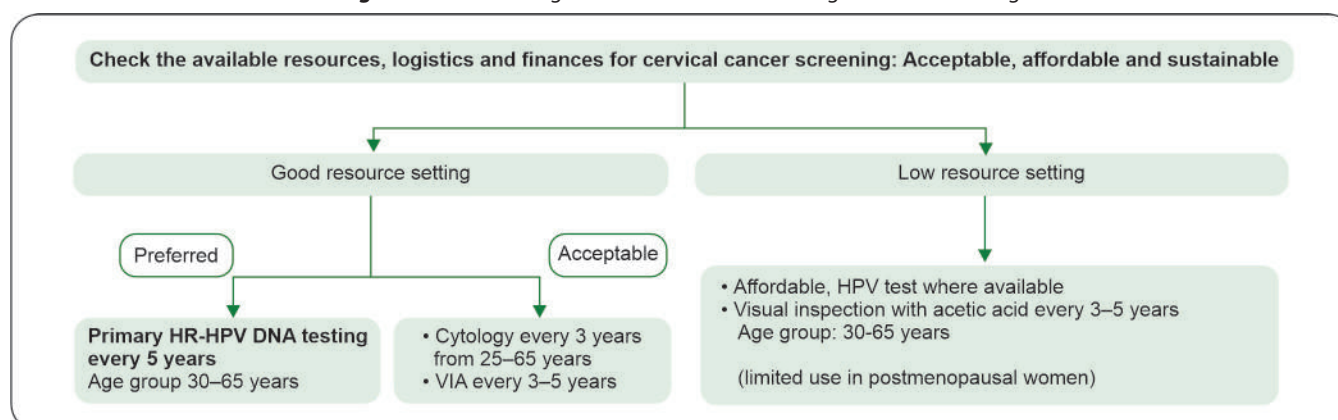 Check the available resources, logistics and finances for cervical cancer screening: Acceptable, affordable and sustainable
Good resource setting
Low resource setting
Preferred
Acceptable
Primary HR-HPV DNA testing
every 5 years
Age group 30–65 years
• Cytology every 3 years
from 25–65 years
• VIA every 3–5 years
• Affordable, HPV test where available
• Visual inspection with acetic acid every 3–5 years
Age group: 30-65 years
(limited use in postmenopausal women)